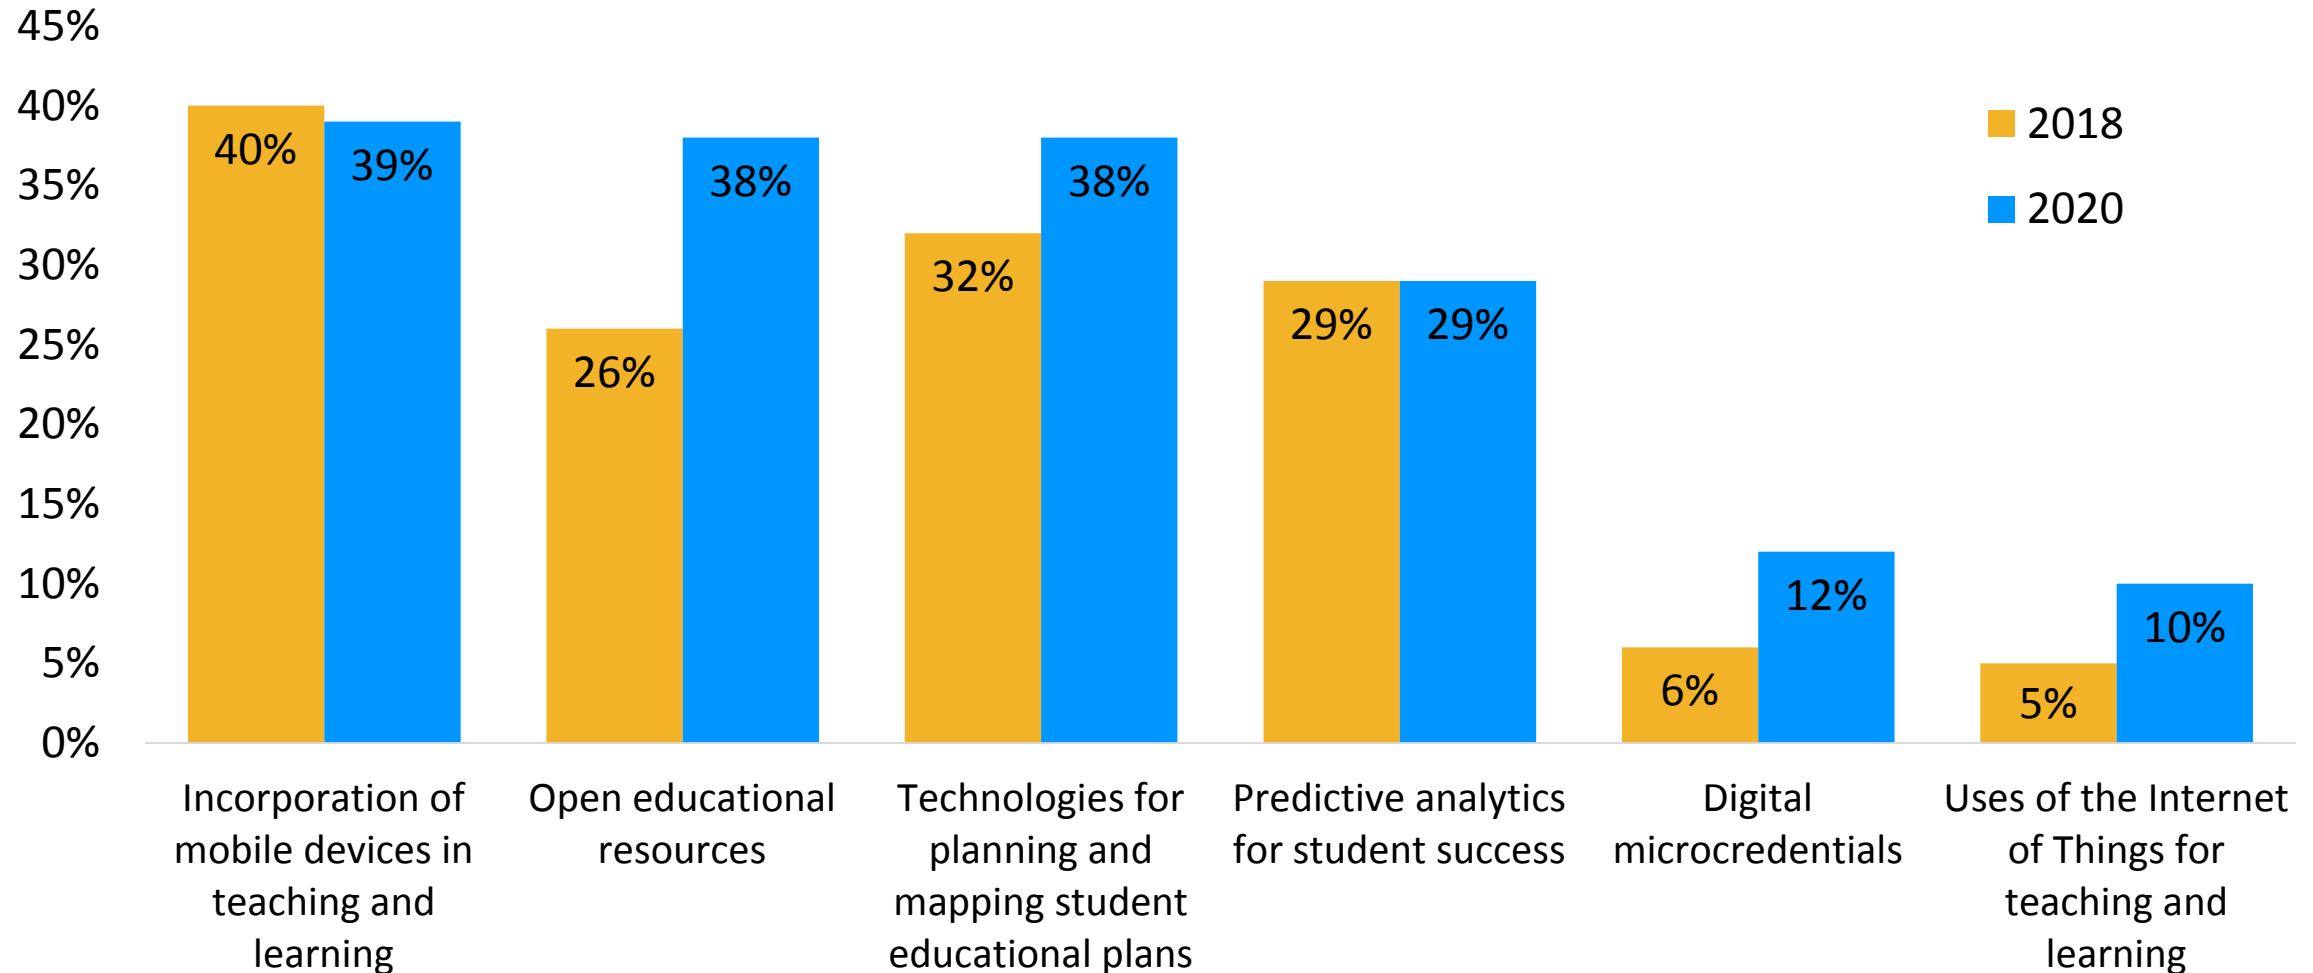 45%
40%
35%
30%
25%
20%
15%
10%
5%
0%
40%
39%
26%
38%
32%
38%
29%
29%
6%
12%
5%
10%
2018
2020
Incorporation of
mobile devices in
teaching and
learning
Open educational
resources
Technologies for
planning and
mapping student
educational plans
Predictive analytics
for student success
Digital
microcredentials
Uses of the Internet
of Things for
teaching and
learning